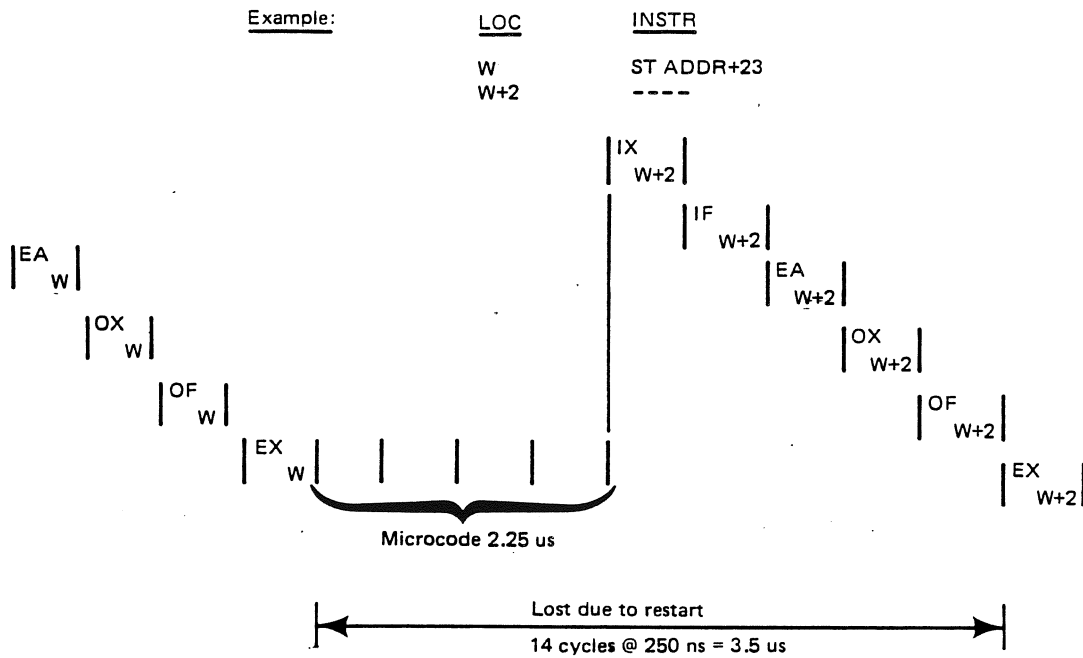 Example: LOC INSTR
W ST ADDR+23
W+2 ----
IX
W+2
IF
W+2
EA
W
EA
W+2
OX
W
OX
W+2
OF
W
OF
W+2
EX
W
EX
W+2
Microcode 2.25 us
Lost due to restart
14 cycles @ 250 ns = 3.5 us